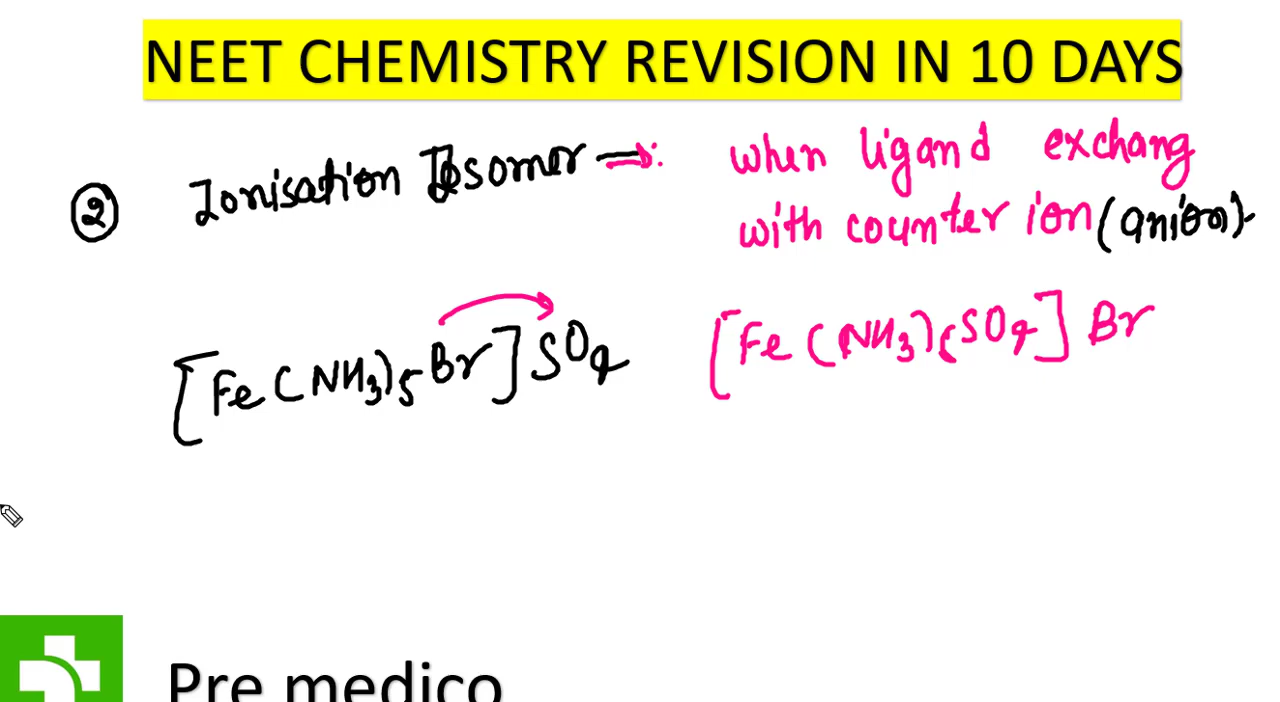 NEET CHEMISTRY REVISION IN 10 DAYS
② Ionisation Isomer →: when ligand exchang
with counter ion (anion)
[Fe(NH3)5Br]SO4 [Fe(NH3)5SO4]Br
Pre medico